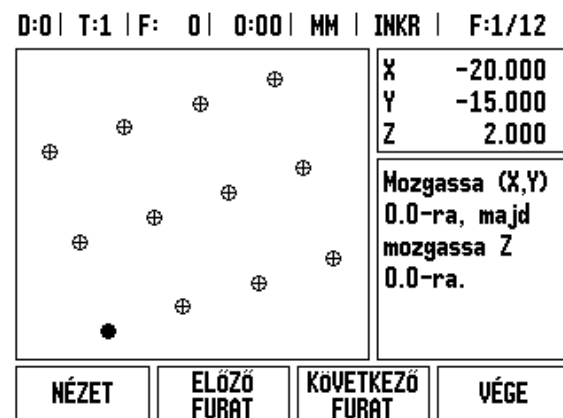 D:0| T:1 |F: 0| 0:00| MM | INKR | F:1/12
X -20.000
Y -15.000
Z 2.000
Mozgassa (X,Y)
0.0-ra, majd
mozgassa Z
0.0-ra.
NÉZET
ELŐZŐ
FURAT
KÖVETKEZŐ
FURAT
VÉGE